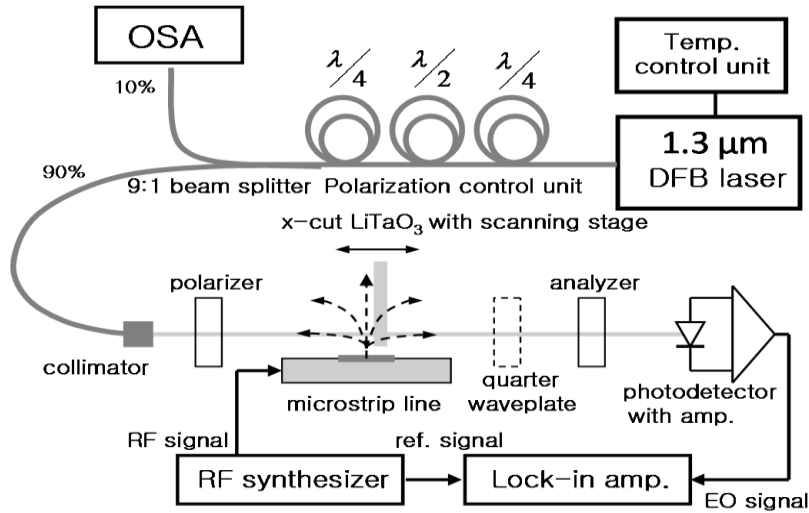 OSA
10%
λ/4
λ/2
λ/4
Temp.
control unit
1.3 μm
DFB laser
90%
9:1 beam splitter
Polarization control unit
x-cut LiTaO₃ with scanning stage
polarizer
analyzer
collimator
microstrip line
quarter
waveplate
photodetector
with amp.
RF signal
ref. signal
RF synthesizer
Lock-in amp.
EO signal